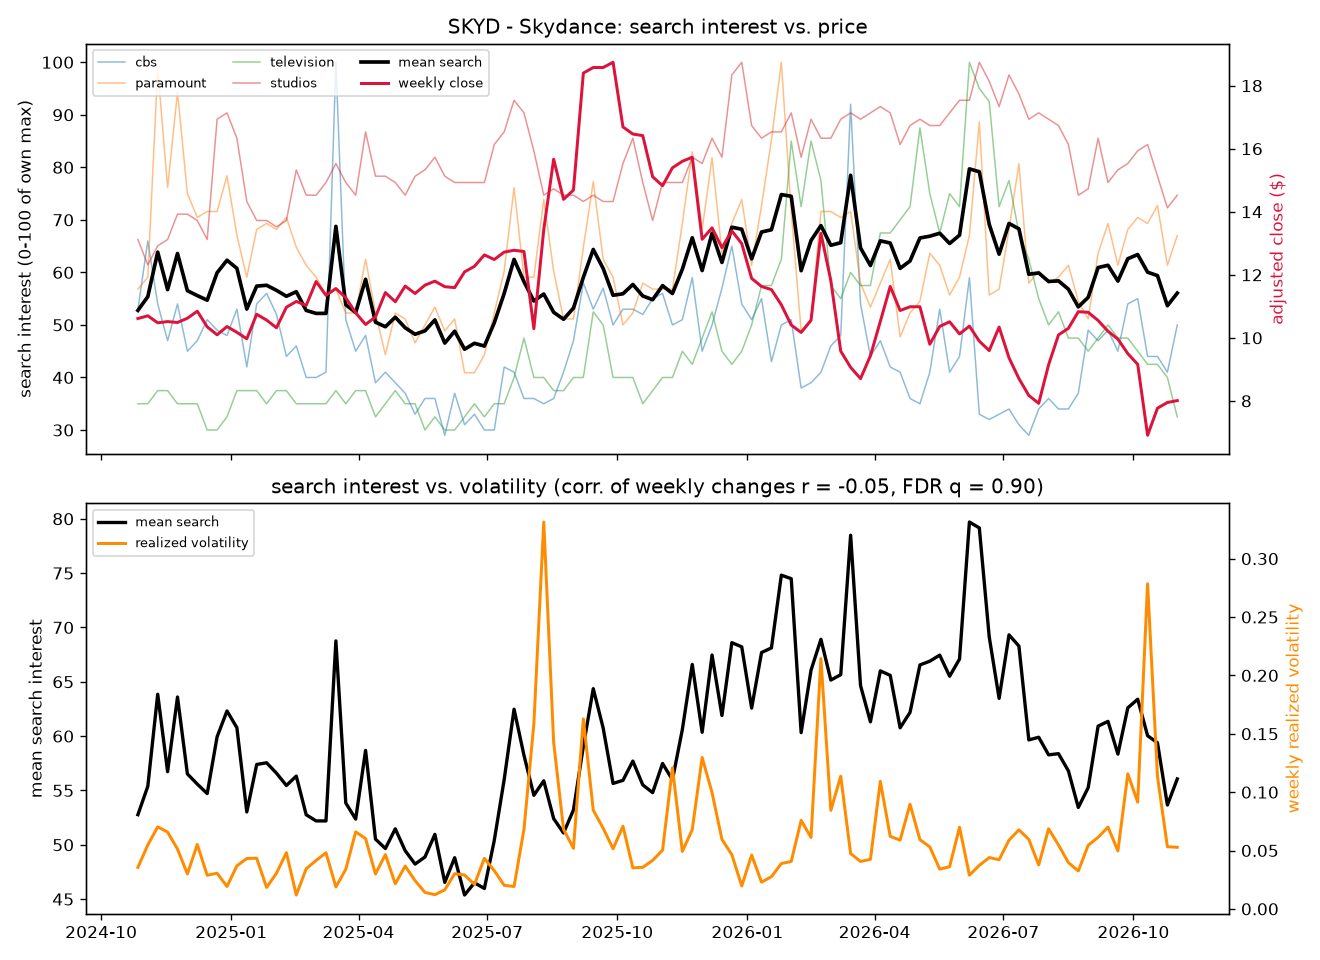 SKYD - Skydance: search interest vs. price
cbs
paramount
television
studios
mean search
weekly close
search interest (0-100 of own max)
100
90
80
70
60
50
40
30
adjusted close ($)
18
16
14
12
10
8
search interest vs. volatility (corr. of weekly changes r = -0.05, FDR q = 0.90)
mean search
realized volatility
mean search interest
80
75
70
65
60
55
50
45
weekly realized volatility
0.30
0.25
0.20
0.15
0.10
0.05
0.00
2024-10 2025-01 2025-04 2025-07 2025-10 2026-01 2026-04 2026-07 2026-10